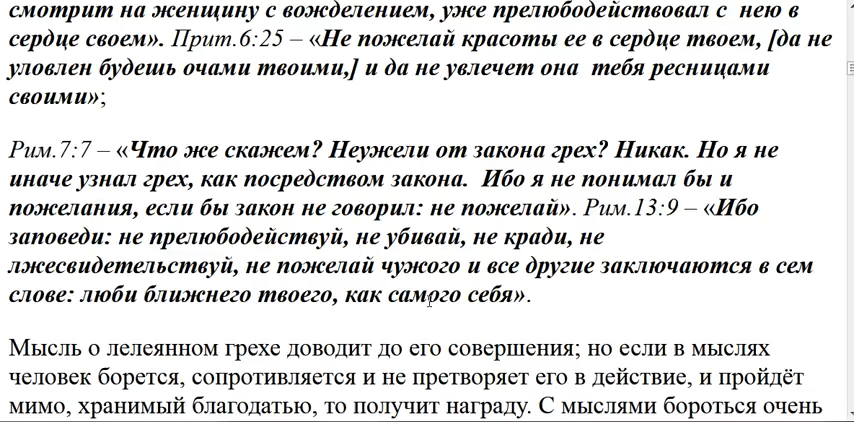 смотрит на женщину с вожделением, уже прелюбодействовал с нею в
сердце своем». Прит.6:25 – «Не пожелай красоты ее в сердце твоем, [да не
уловлен будешь очами твоими,] и да не увлечет она тебя ресницами
своими»;
Рим.7:7 – «Что же скажем? Неужели от закона грех? Никак. Но я не
иначе узнал грех, как посредством закона. Ибо я не понимал бы и
пожелания, если бы закон не говорил: не пожелай». Рим.13:9 – «Ибо
заповеди: не прелюбодействуй, не убивай, не кради, не
лжесвидетельствуй, не пожелай чужого и все другие заключаются в сем
слове: люби ближнего твоего, как самого себя».
Мысль о лелеянном грехе доводит до его совершения; но если в мыслях
человек борется, сопротивляется и не претворяет его в действие, и пройдёт
мимо, хранимый благодатью, то получит награду. С мыслями бороться очень